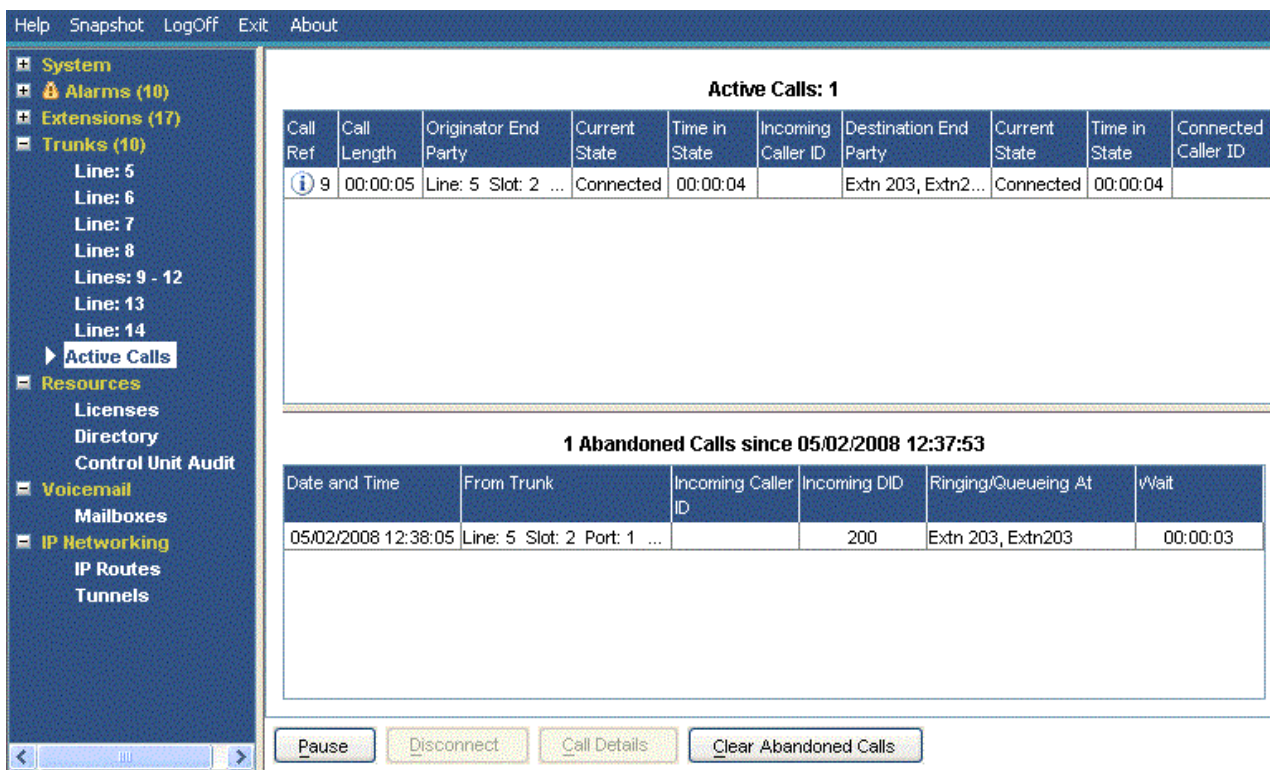 Help Snapshot LogOff Exit About
System
Alarms (10)
Extensions (17)
Trunks (10)
Line: 5
Line: 6
Line: 7
Line: 8
Lines: 9 - 12
Line: 13
Line: 14
Active Calls
Resources
Licenses
Directory
Control Unit Audit
Voicemail
Mailboxes
IP Networking
IP Routes
Tunnels
Active Calls: 1
Call Ref Call Length Originator End Party Current State Time in State Incoming Caller ID Destination End Party Current State Time in State Connected Caller ID
9 00:00:05 Line: 5 Slot: 2 ... Connected 00:00:04 Extn 203, Extn2... Connected 00:00:04
1 Abandoned Calls since 05/02/2008 12:37:53
Date and Time From Trunk Incoming Caller ID Incoming DID Ringing/Queueing At Wait
05/02/2008 12:38:05 Line: 5 Slot: 2 Port: 1 ... 200 Extn 203, Extn203 00:00:03
Pause Disconnect Call Details Clear Abandoned Calls